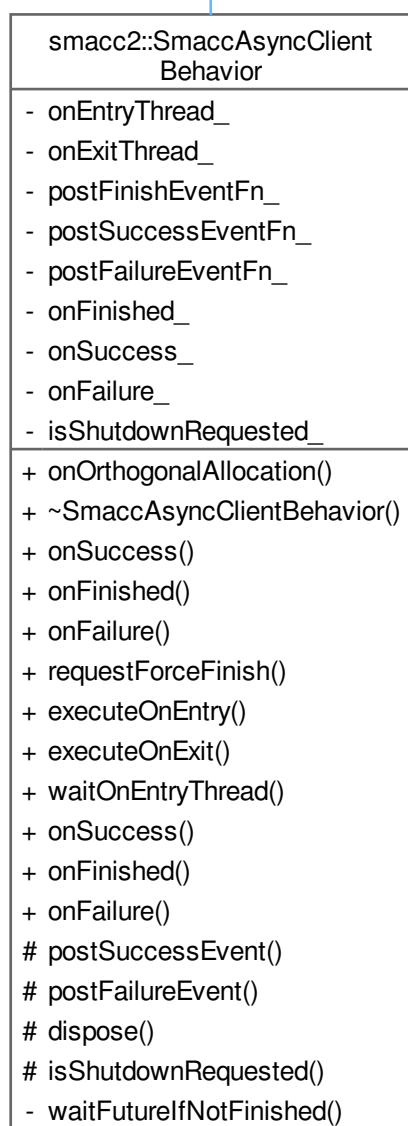 smacc2::SmaccAsyncClient
Behavior
- onEntryThread_
- onExitThread_
- postFinishEventFn_
- postSuccessEventFn_
- postFailureEventFn_
- onFinished_
- onSuccess_
- onFailure_
- isShutdownRequested_
+ onOrthogonalAllocation()
+ ~SmaccAsyncClientBehavior()
+ onSuccess()
+ onFinished()
+ onFailure()
+ requestForceFinish()
+ executeOnEntry()
+ executeOnExit()
+ waitOnEntryThread()
+ onSuccess()
+ onFinished()
+ onFailure()
# postSuccessEvent()
# postFailureEvent()
# dispose()
# isShutdownRequested()
- waitFutureIfNotFinished()